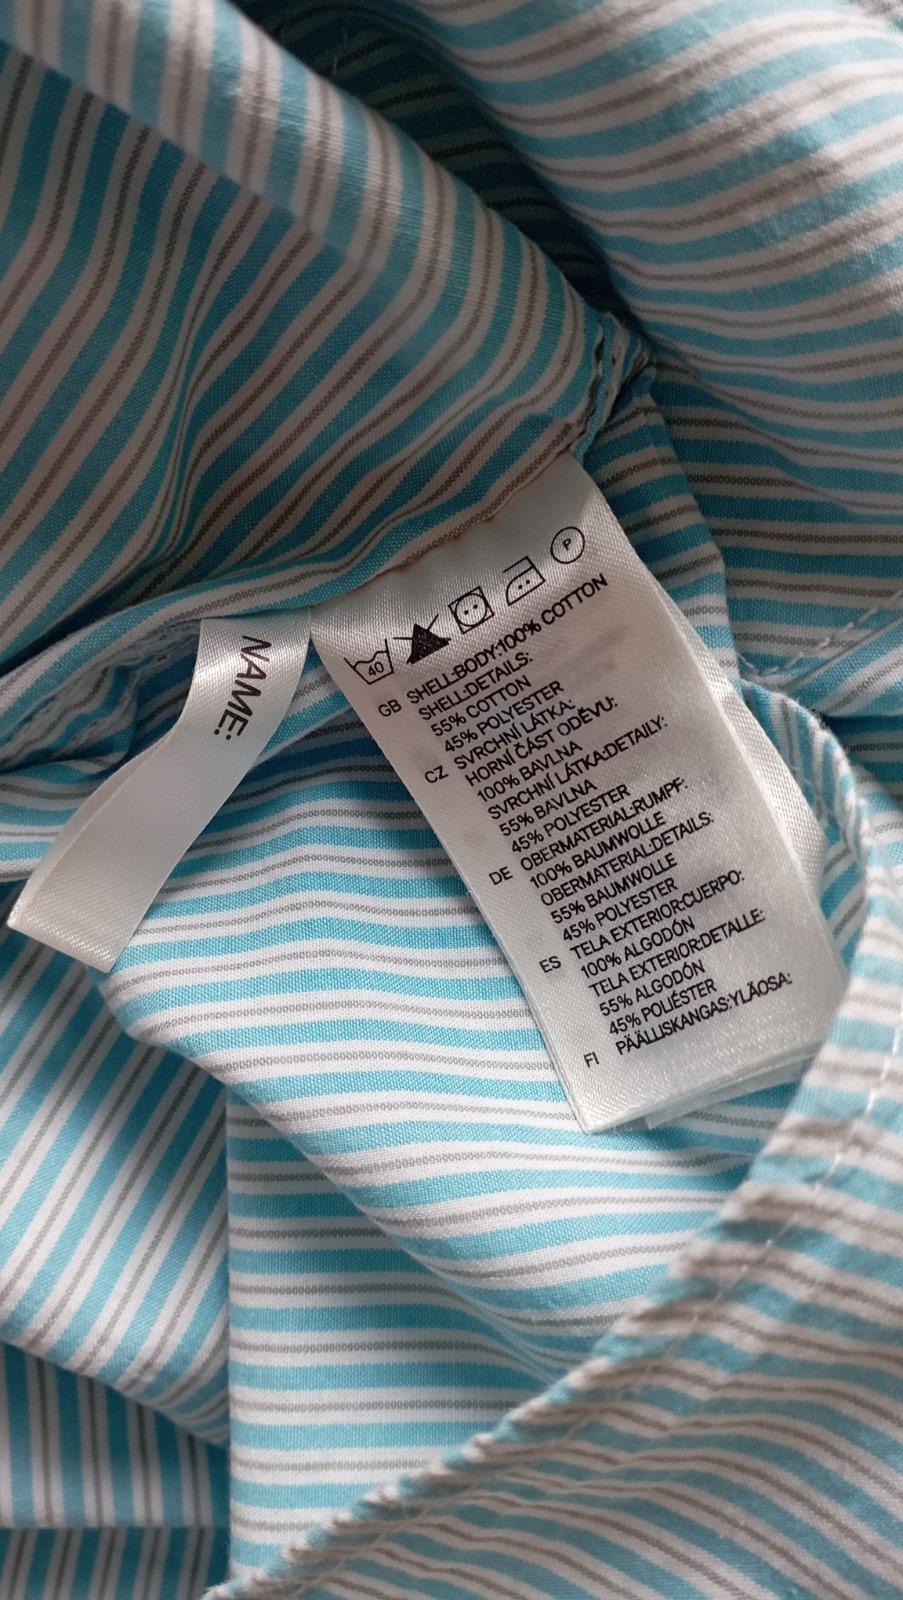 NAME:
40
P
GB SHELL:BODY:100% COTTON
SHELL:DETAILS:
55% COTTON
45% POLYESTER
CZ SVRCHNÍ LÁTKA:
HORNÍ ČÁST ODĚVU:
100% BAVLNA
SVRCHNÍ LÁTKA:DETAILY:
55% BAVLNA
45% POLYESTER
DE OBERMATERIAL:RUMPF:
100% BAUMWOLLE
OBERMATERIAL:DETAILS:
55% BAUMWOLLE
45% POLYESTER
ES TELA EXTERIOR:CUERPO:
100% ALGODÓN
TELA EXTERIOR:DETALLE:
55% ALGODÓN
45% POLIÉSTER
FI PÄÄLLISKANGAS:YLÄOSA: